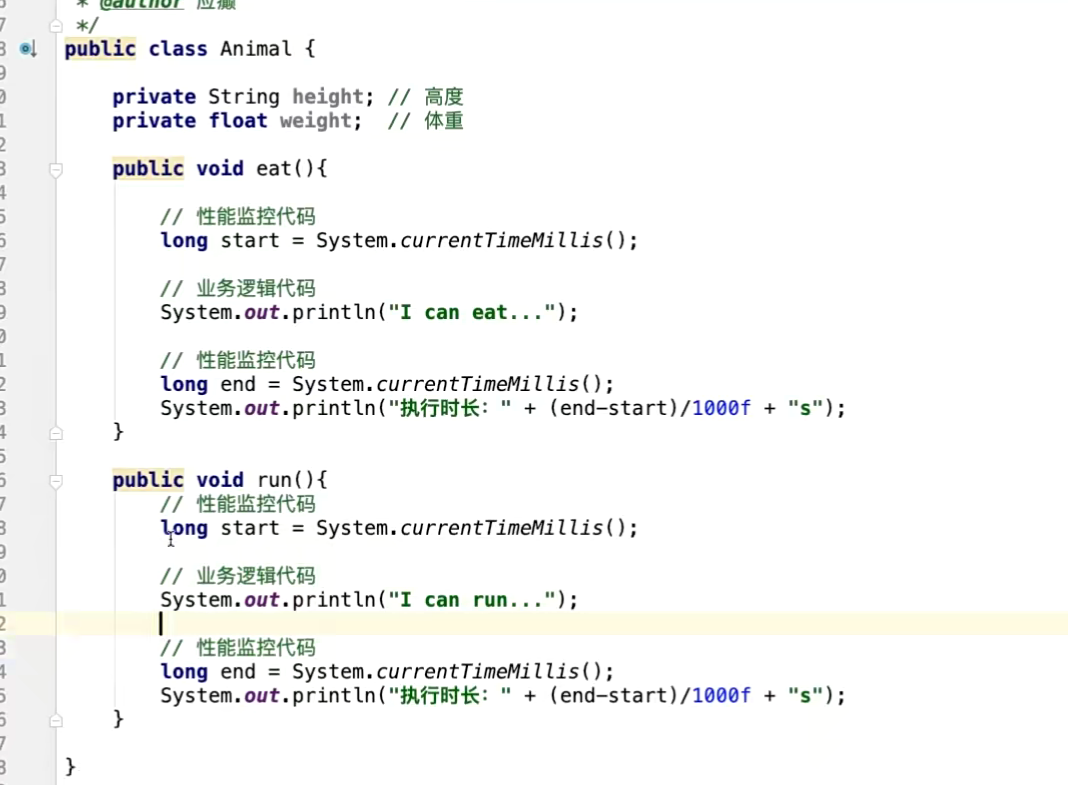 * @author 应癫
*/
public class Animal {
private String height; // 高度
private float weight; // 体重
public void eat(){
// 性能监控代码
long start = System.currentTimeMillis();
// 业务逻辑代码
System.out.println("I can eat...");
// 性能监控代码
long end = System.currentTimeMillis();
System.out.println("执行时长：" + (end-start)/1000f + "s");
}
public void run(){
// 性能监控代码
long start = System.currentTimeMillis();
// 业务逻辑代码
System.out.println("I can run...");
// 性能监控代码
long end = System.currentTimeMillis();
System.out.println("执行时长：" + (end-start)/1000f + "s");
}
}